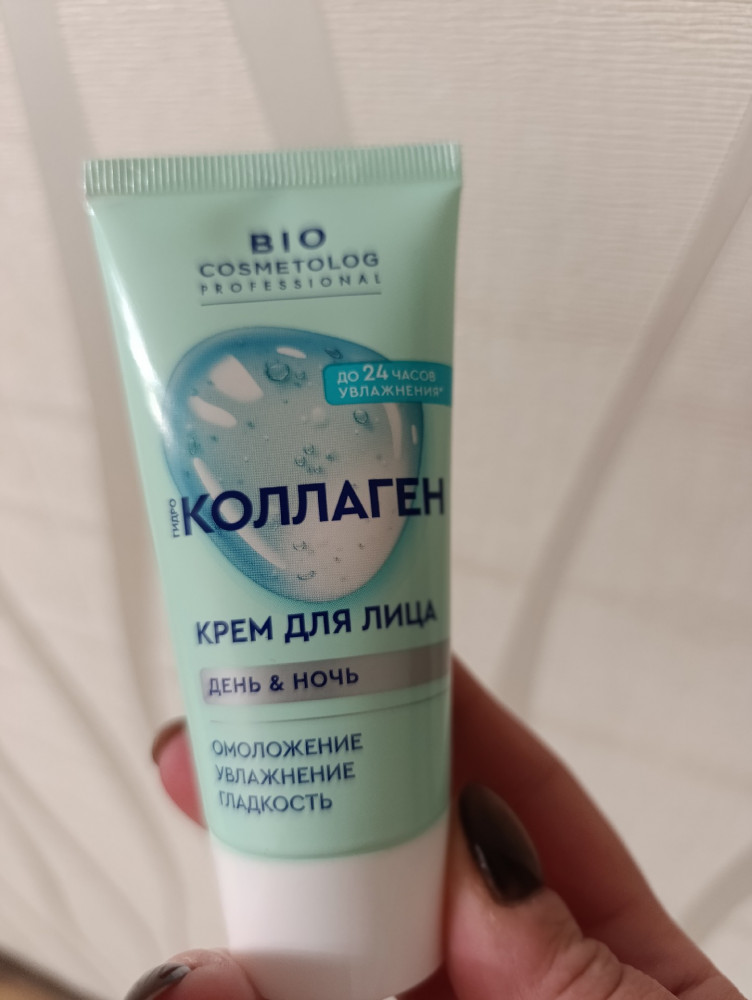 BIO
COSMETOLOG
PROFESSIONAL
ДО 24 ЧАСОВ
УВЛАЖНЕНИЯ*
ГИДРО
КОЛЛАГЕН
КРЕМ ДЛЯ ЛИЦА
ДЕНЬ & НОЧЬ
ОМОЛОЖЕНИЕ
УВЛАЖНЕНИЕ
ГЛАДКОСТЬ